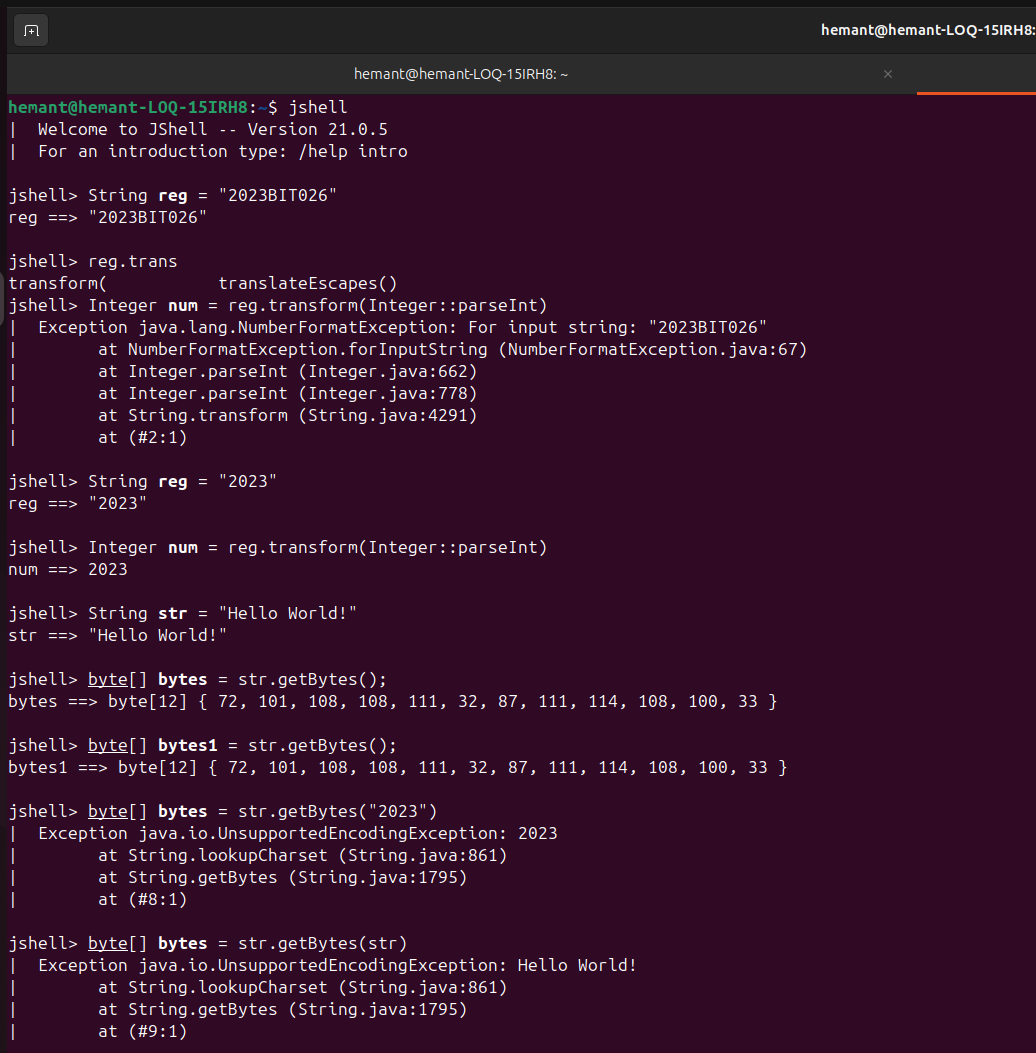 hemant@hemant-LOQ-15IRH8:
hemant@hemant-LOQ-15IRH8: ~ ×
hemant@hemant-LOQ-15IRH8:~$ jshell
|  Welcome to JShell -- Version 21.0.5
|  For an introduction type: /help intro
jshell> String reg = "2023BIT026"
reg ==> "2023BIT026"
jshell> reg.trans
transform(           translateEscapes()
jshell> Integer num = reg.transform(Integer::parseInt)
|  Exception java.lang.NumberFormatException: For input string: "2023BIT026"
|        at NumberFormatException.forInputString (NumberFormatException.java:67)
|        at Integer.parseInt (Integer.java:662)
|        at Integer.parseInt (Integer.java:778)
|        at String.transform (String.java:4291)
|        at (#2:1)
jshell> String reg = "2023"
reg ==> "2023"
jshell> Integer num = reg.transform(Integer::parseInt)
num ==> 2023
jshell> String str = "Hello World!"
str ==> "Hello World!"
jshell> byte[] bytes = str.getBytes();
bytes ==> byte[12] { 72, 101, 108, 108, 111, 32, 87, 111, 114, 108, 100, 33 }
jshell> byte[] bytes1 = str.getBytes();
bytes1 ==> byte[12] { 72, 101, 108, 108, 111, 32, 87, 111, 114, 108, 100, 33 }
jshell> byte[] bytes = str.getBytes("2023")
|  Exception java.io.UnsupportedEncodingException: 2023
|        at String.lookupCharset (String.java:861)
|        at String.getBytes (String.java:1795)
|        at (#8:1)
jshell> byte[] bytes = str.getBytes(str)
|  Exception java.io.UnsupportedEncodingException: Hello World!
|        at String.lookupCharset (String.java:861)
|        at String.getBytes (String.java:1795)
|        at (#9:1)